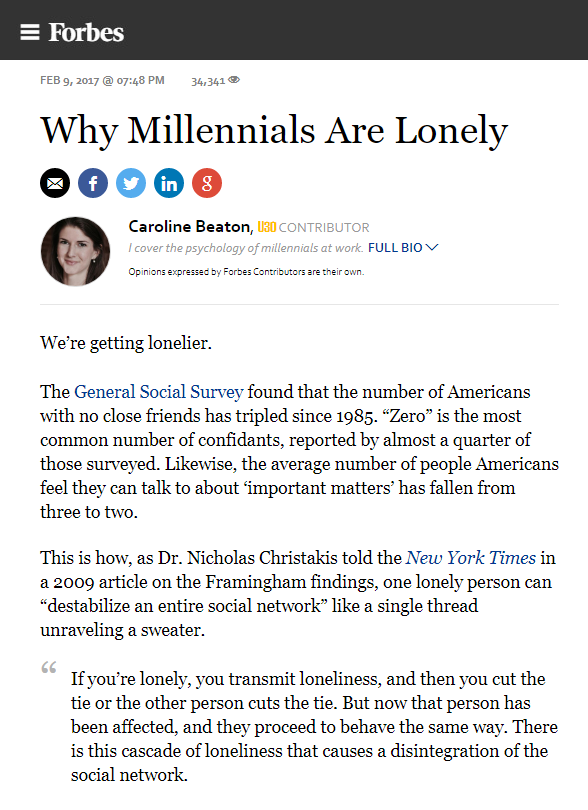 Forbes
FEB 9, 2017 @ 07:48 PM 34,341
Why Millennials Are Lonely
f in g
Caroline Beaton, U30 CONTRIBUTOR
I cover the psychology of millennials at work. FULL BIO
Opinions expressed by Forbes Contributors are their own.
We’re getting lonelier.
The General Social Survey found that the number of Americans
with no close friends has tripled since 1985. “Zero” is the most
common number of confidants, reported by almost a quarter of
those surveyed. Likewise, the average number of people Americans
feel they can talk to about ‘important matters’ has fallen from
three to two.
This is how, as Dr. Nicholas Christakis told the New York Times in
a 2009 article on the Framingham findings, one lonely person can
“destabilize an entire social network” like a single thread
unraveling a sweater.
“
If you’re lonely, you transmit loneliness, and then you cut the
tie or the other person cuts the tie. But now that person has
been affected, and they proceed to behave the same way. There
is this cascade of loneliness that causes a disintegration of the
social network.